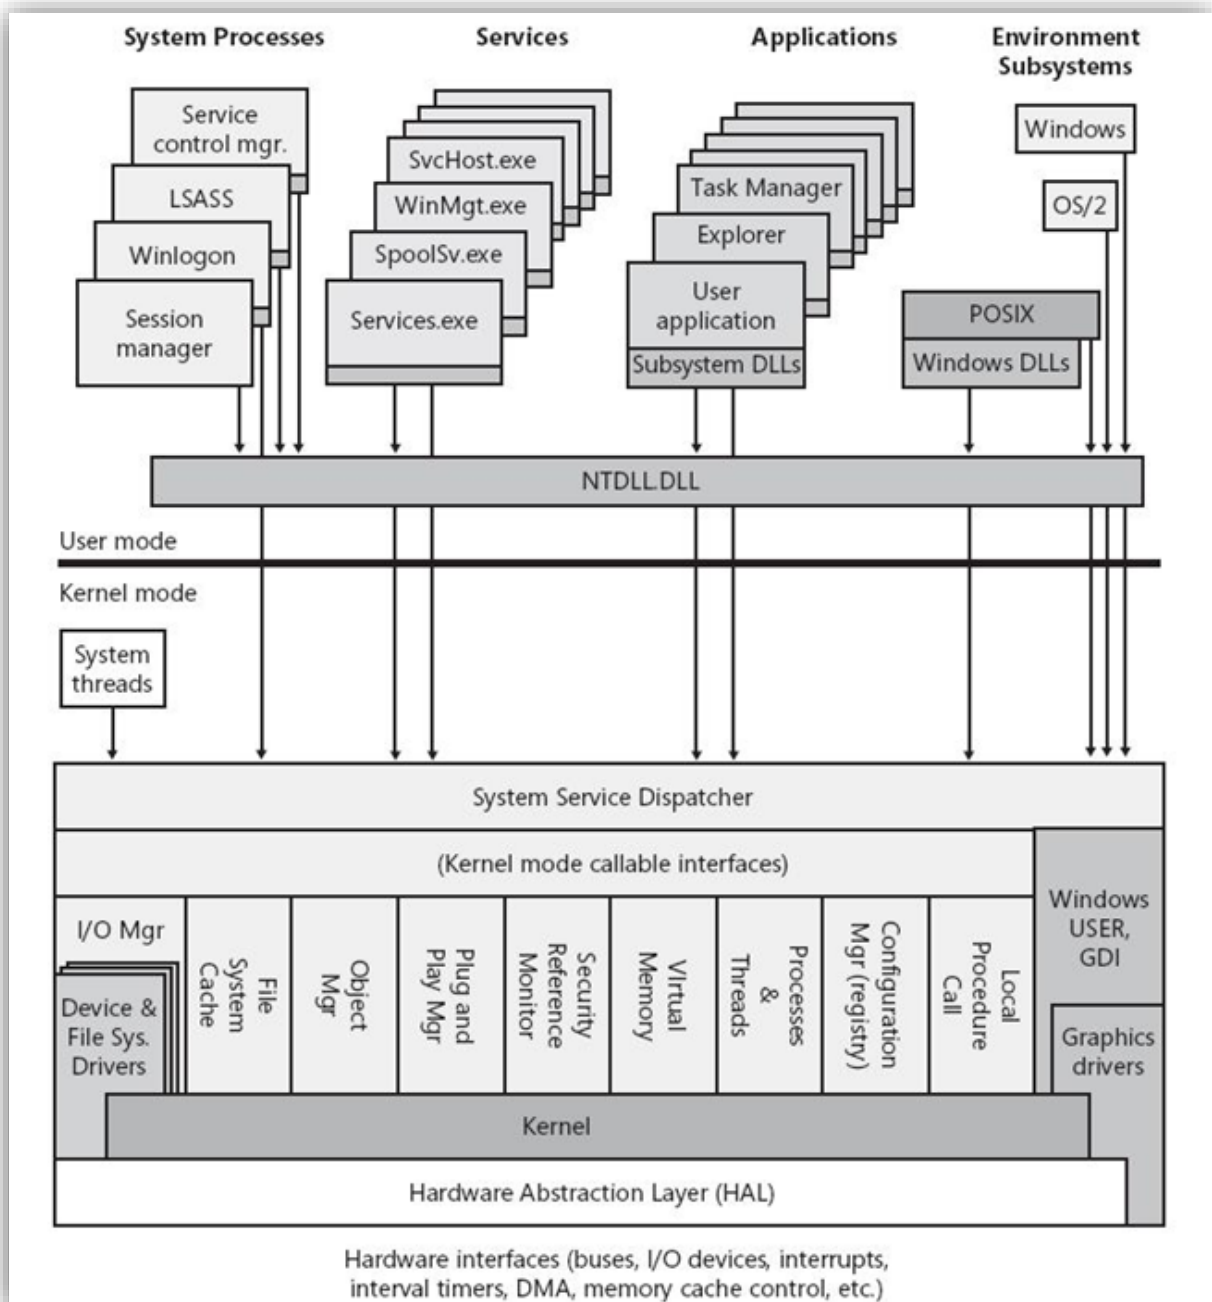 System Processes
Services
Applications
Environment
Subsystems
Service
control mgr.
LSASS
Winlogon
Session
manager
SvcHost.exe
WinMgt.exe
SpoolSv.exe
Services.exe
Task Manager
Explorer
User
application
Subsystem DLLs
Windows
OS/2
POSIX
Windows DLLs
NTDLL.DLL
User mode
Kernel mode
System
threads
System Service Dispatcher
(Kernel mode callable interfaces)
I/O Mgr
Device &
File Sys.
Drivers
File
System
Cache
Object
Mgr
Plug and
Play Mgr
Security
Reference
Monitor
VIrtual
Memory
Processes
&
Threads
Configuration
Mgr (registry)
Local
Procedure
Call
Windows
USER,
GDI
Graphics
drivers
Kernel
Hardware Abstraction Layer (HAL)
Hardware interfaces (buses, I/O devices, interrupts,
interval timers, DMA, memory cache control, etc.)